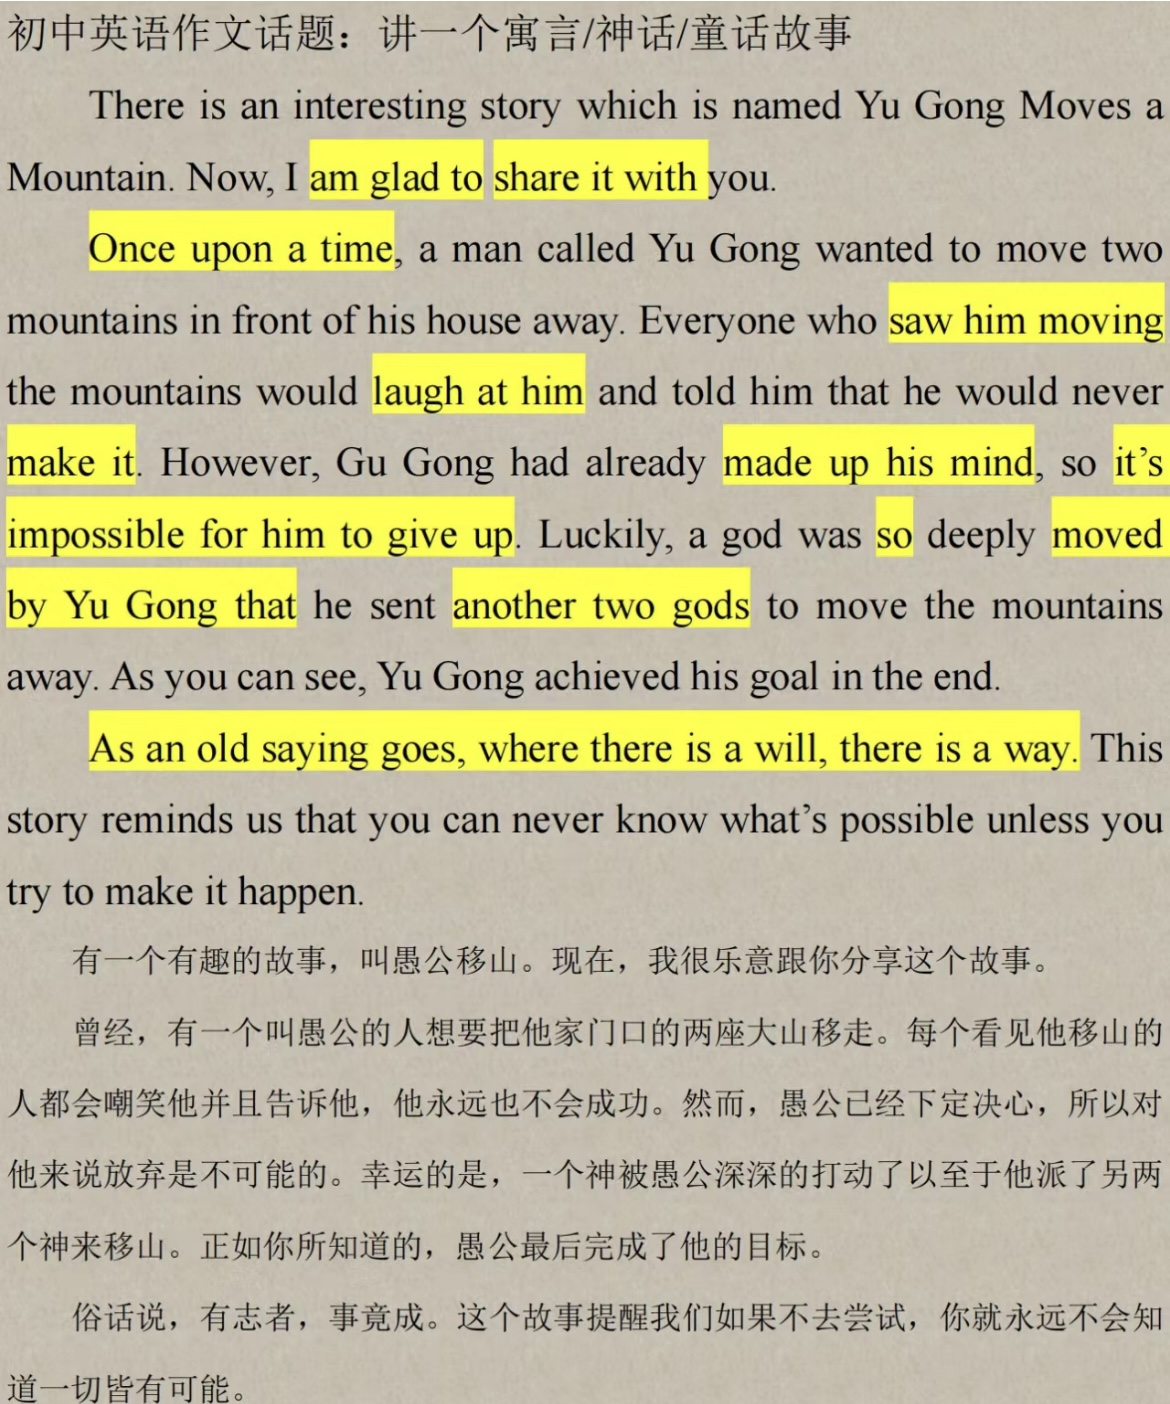 初中英语作文话题：讲一个寓言/神话/童话故事
There is an interesting story which is named Yu Gong Moves a
Mountain. Now, I am glad to share it with you.
Once upon a time, a man called Yu Gong wanted to move two
mountains in front of his house away. Everyone who saw him moving
the mountains would laugh at him and told him that he would never
make it. However, Gu Gong had already made up his mind, so it’s
impossible for him to give up. Luckily, a god was so deeply moved
by Yu Gong that he sent another two gods to move the mountains
away. As you can see, Yu Gong achieved his goal in the end.
As an old saying goes, where there is a will, there is a way. This
story reminds us that you can never know what’s possible unless you
try to make it happen.
有一个有趣的故事，叫愚公移山。现在，我很乐意跟你分享这个故事。
曾经，有一个叫愚公的人想要把他家门口的两座大山移走。每个看见他移山的
人都会嘲笑他并且告诉他，他永远也不会成功。然而，愚公已经下定决心，所以对
他来说放弃是不可能的。幸运的是，一个神被愚公深深的打动了以至于他派了另两
个神来移山。正如你所知道的，愚公最后完成了他的目标。
俗话说，有志者，事竟成。这个故事提醒我们如果不去尝试，你就永远不会知
道一切皆有可能。